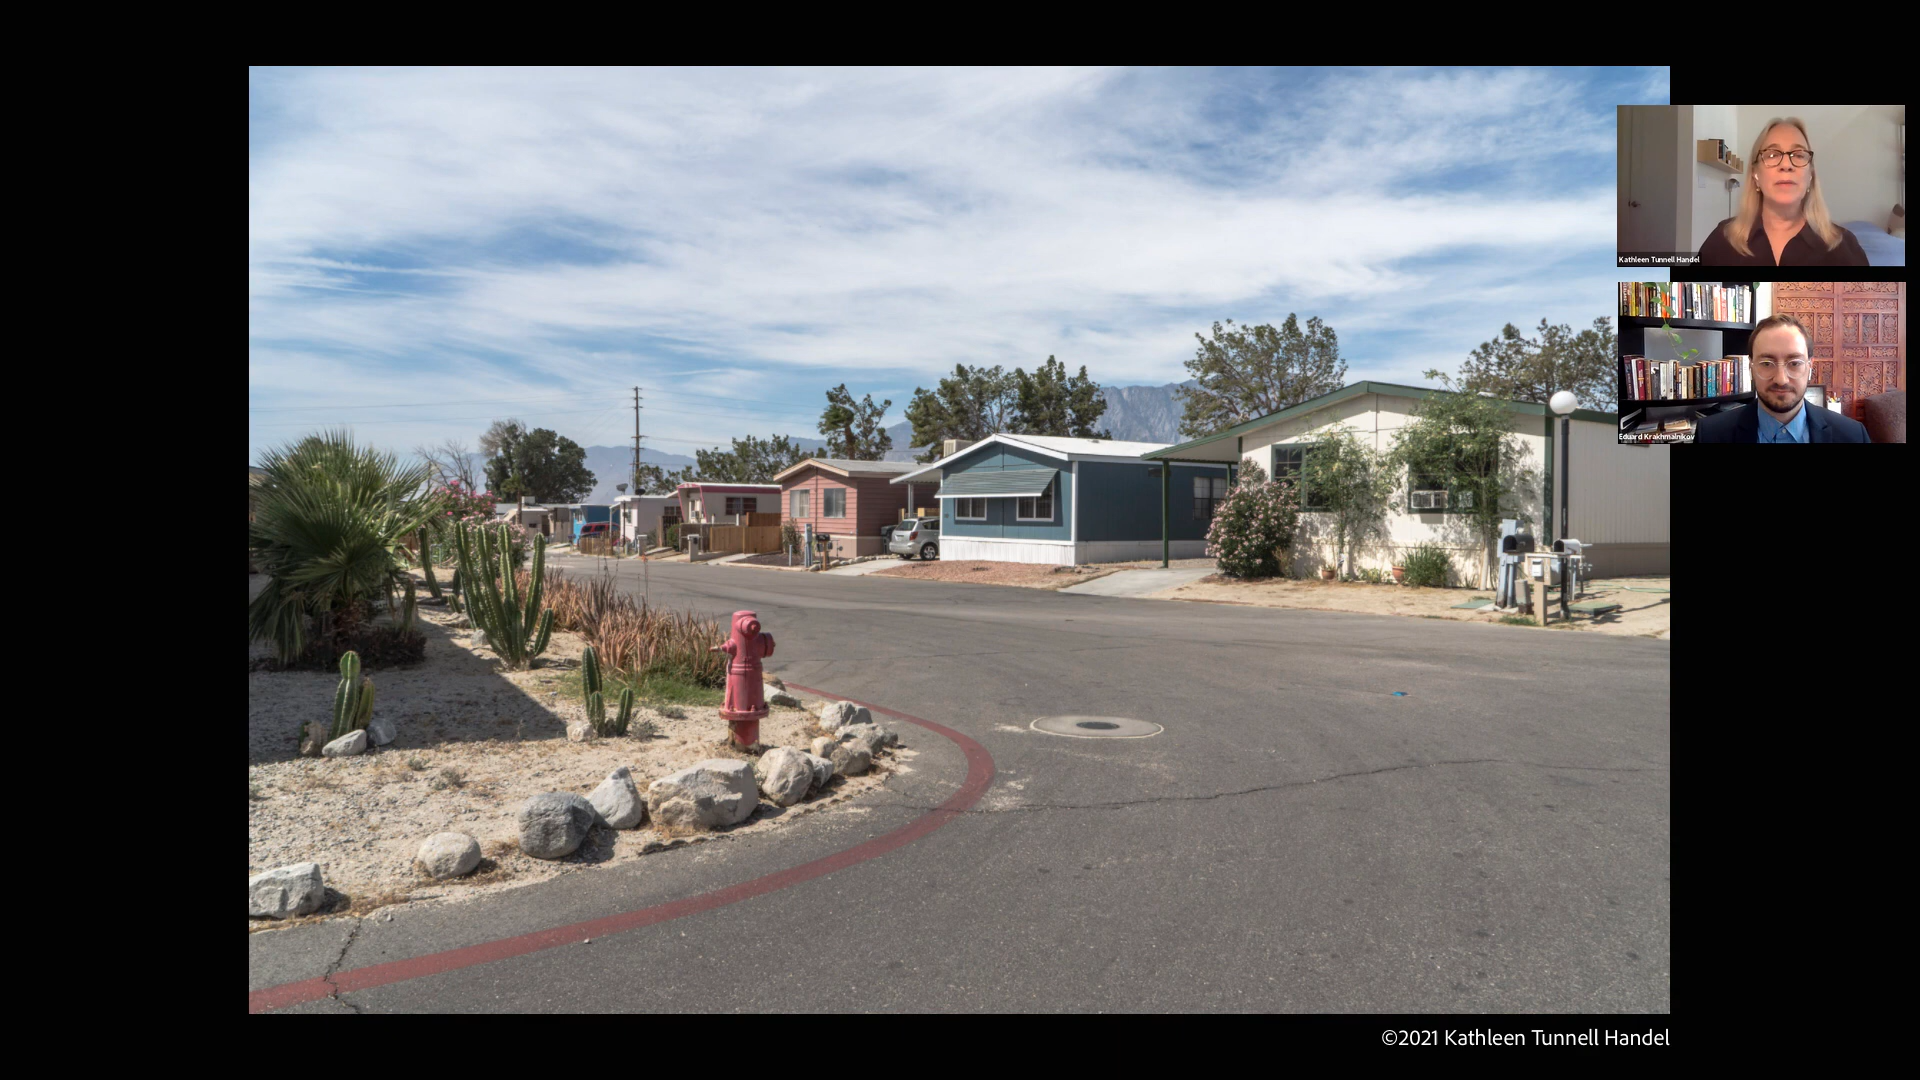 Kathleen Tunnell Handel
Eduard Krakhmalnikov
©2021 Kathleen Tunnell Handel